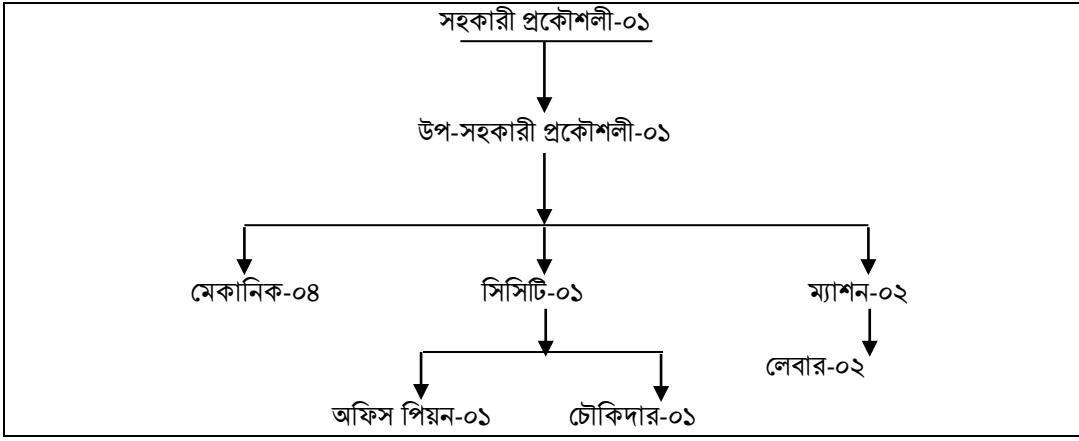 সহকারী প্রকৌশলী-০১
উপ-সহকারী প্রকৌশলী-০১
মেকানিক-০৪ সিসিটি-০১ ম্যাশন-০২
লেবার-০২
অফিস পিয়ন-০১ চৌকিদার-০১